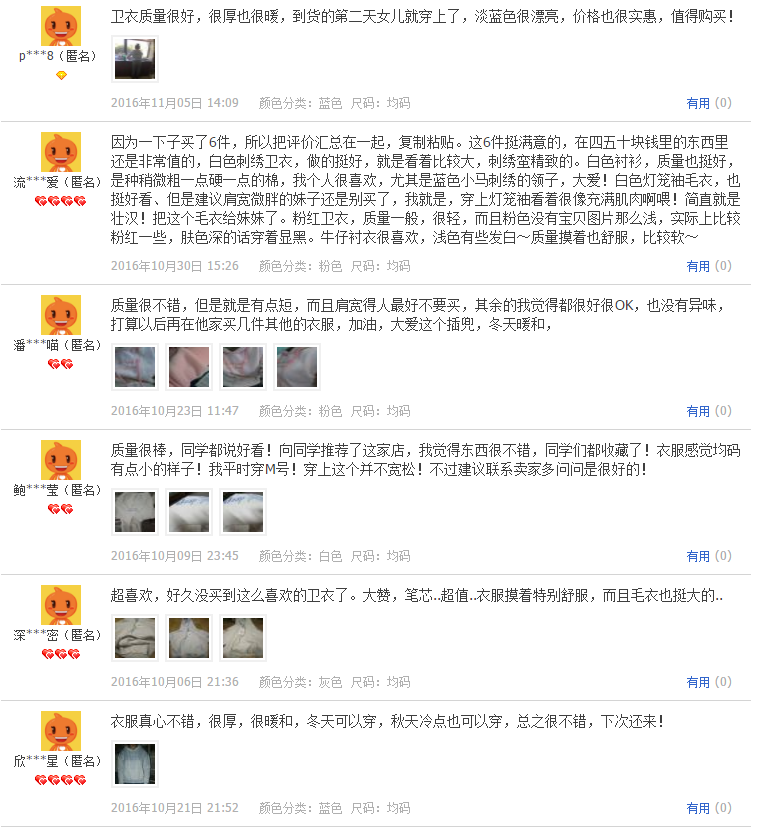 卫衣质量很好，很厚也很暖，到货的第二天女儿就穿上了，淡蓝色很漂亮，价格也很实惠，值得购买！
p***8（匿名）
2016年11月05日 14:09 颜色分类：蓝色 尺码：均码 有用 (0)
因为一下子买了6件，所以把评价汇总在一起，复制粘贴。这6件挺满意的，在四五十块钱里的东西里
还是非常值的，白色刺绣卫衣，做的挺好，就是看着比较大，刺绣蛮精致的。白色衬衫，质量也挺好，
是种稍微粗一点硬一点的棉，我个人很喜欢，尤其是蓝色小马刺绣的领子，大爱！白色灯笼袖毛衣，也
挺好看、但是建议肩宽微胖的妹子还是别买了，我就是，穿上灯笼袖看着很像充满肌肉啊喂！简直就是
壮汉！把这个毛衣给妹妹了。粉红卫衣，质量一般，很轻，而且粉色没有宝贝图片那么浅，实际上比较
粉红一些，肤色深的话穿着显黑。牛仔衬衣很喜欢，浅色有些发白～质量摸着也舒服，比较软～
流***爱（匿名）
2016年10月30日 15:26 颜色分类：粉色 尺码：均码 有用 (0)
质量很不错，但是就是有点短，而且肩宽得人最好不要买，其余的我觉得都很好很OK，也没有异味，
打算以后再在他家买几件其他的衣服，加油，大爱这个插兜，冬天暖和，
潘***喵（匿名）
2016年10月23日 11:47 颜色分类：粉色 尺码：均码 有用 (0)
质量很棒，同学都说好看！向同学推荐了这家店，我觉得东西很不错，同学们都收藏了！衣服感觉均码
有点小的样子！我平时穿M号！穿上这个并不宽松！不过建议联系卖家多问问是很好的！
鲍***莹（匿名）
2016年10月09日 23:45 颜色分类：白色 尺码：均码 有用 (0)
超喜欢，好久没买到这么喜欢的卫衣了。大赞，笔芯..超值..衣服摸着特别舒服，而且毛衣也挺大的..
深***密（匿名）
2016年10月06日 21:36 颜色分类：灰色 尺码：均码 有用 (0)
衣服真心不错，很厚，很暖和，冬天可以穿，秋天冷点也可以穿，总之很不错，下次还来！
欣***星（匿名）
2016年10月21日 21:52 颜色分类：蓝色 尺码：均码 有用 (0)